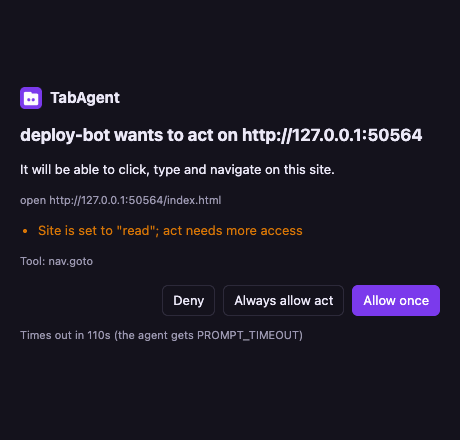 TabAgent
deploy-bot wants to act on http://127.0.0.1:50564
It will be able to click, type and navigate on this site.
open http://127.0.0.1:50564/index.html
• Site is set to "read"; act needs more access
Tool: nav.goto
Deny Always allow act Allow once
Times out in 110s (the agent gets PROMPT_TIMEOUT)